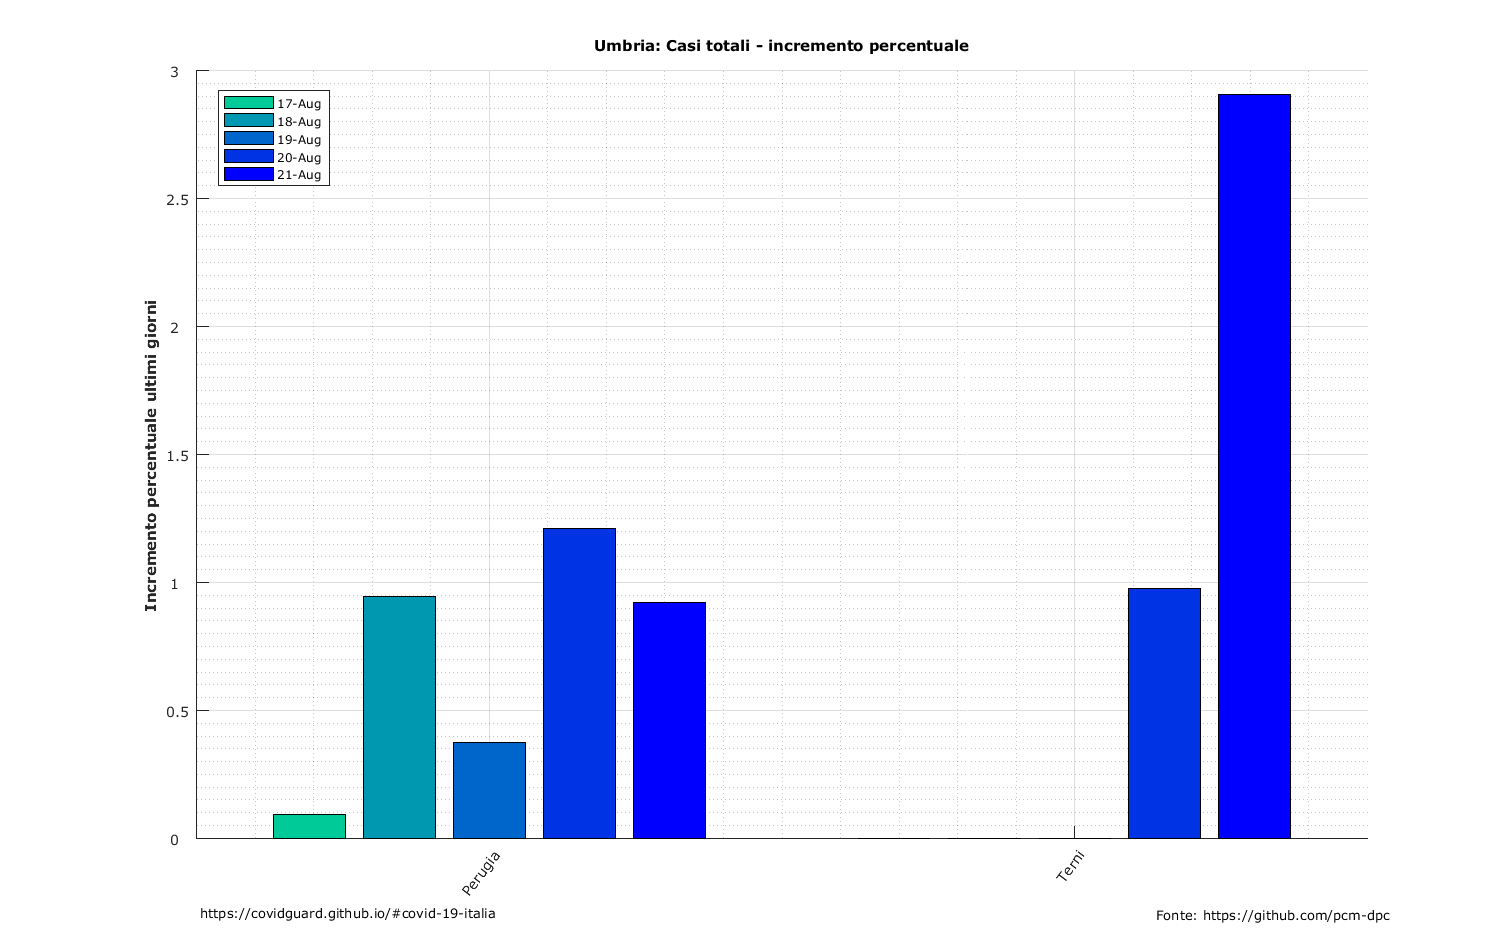 Umbria: Casi totali - incremento percentuale
3
2.5
2
1.5
1
0.5
0
Incremento percentuale ultimi giorni
17-Aug
18-Aug
19-Aug
20-Aug
21-Aug
Perugia
Terni
https://covidguard.github.io/#covid-19-italia
Fonte: https://github.com/pcm-dpc